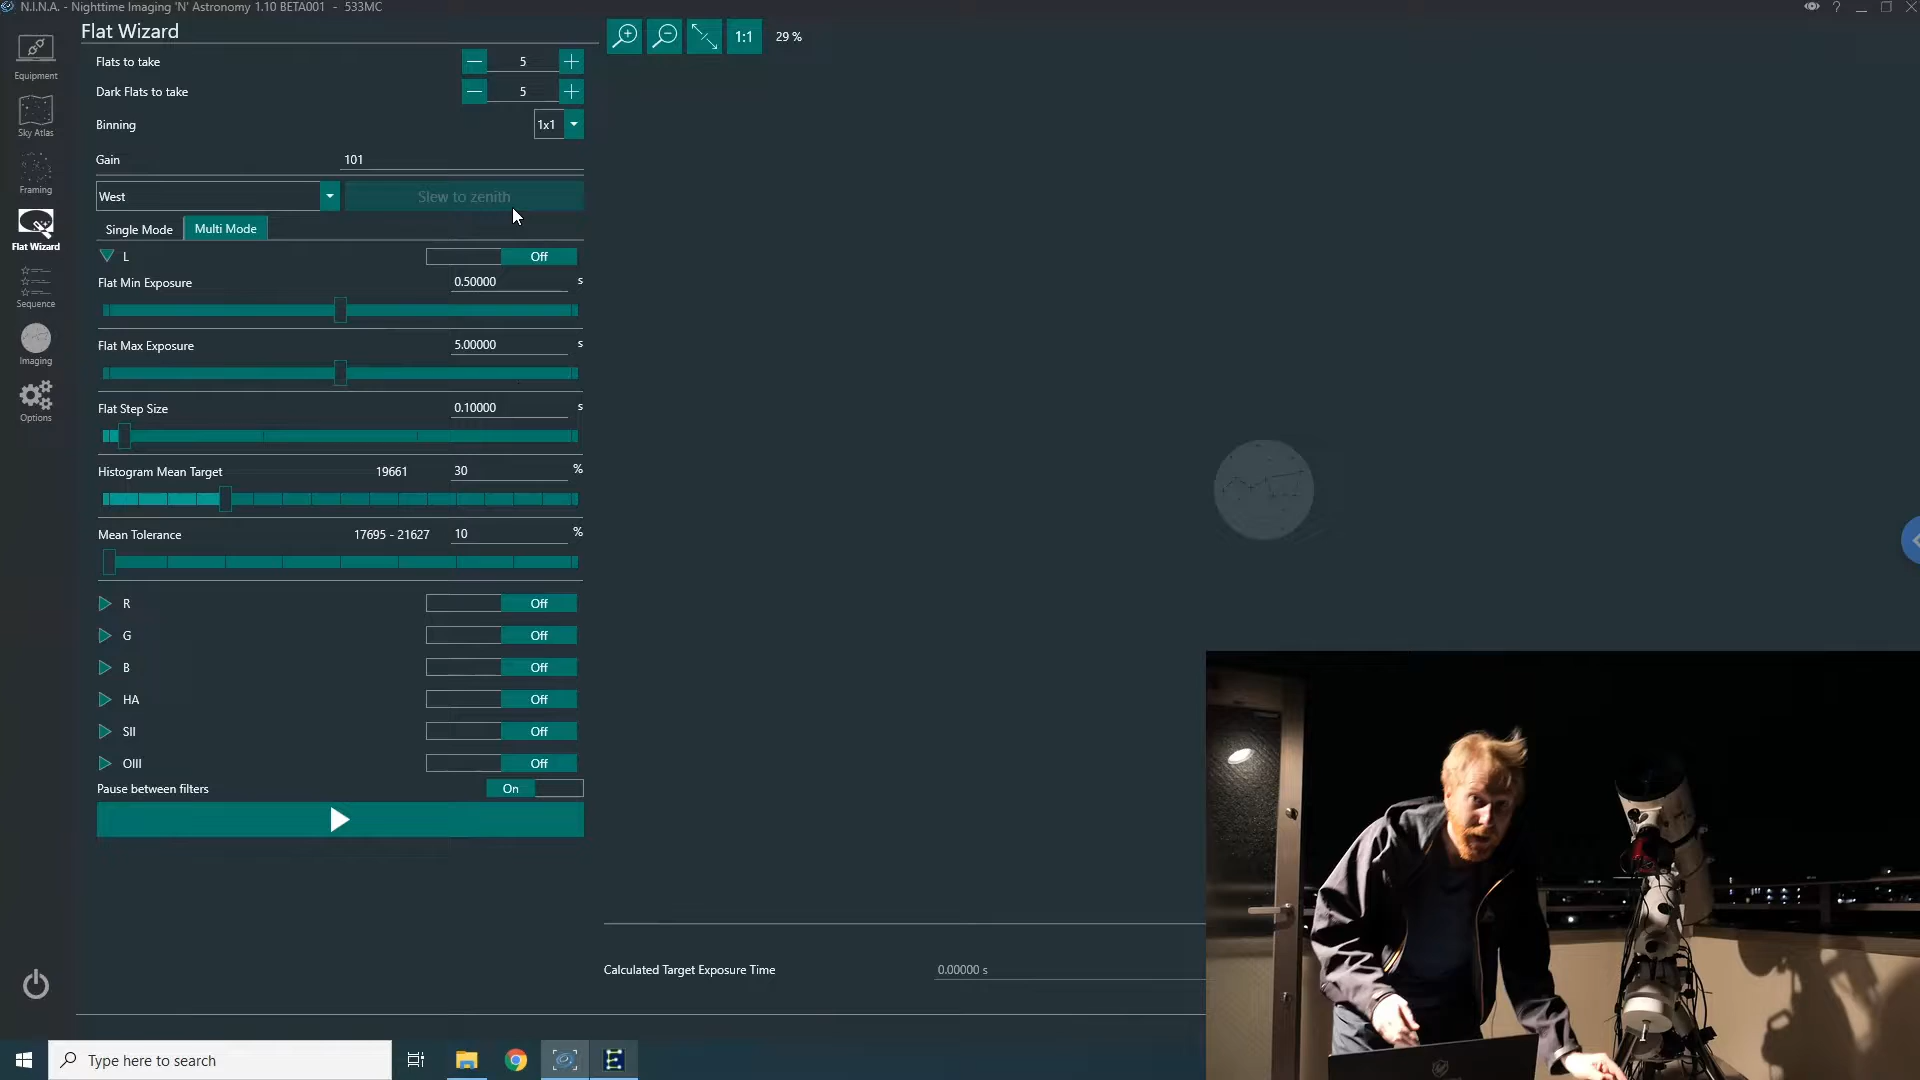 N.I.N.A. - Nighttime Imaging 'N' Astronomy 1.10 BETA001 - 533MC
Flat Wizard
Equipment
Sky Atlas
Framing
Flat Wizard
Sequence
Imaging
Options
Flats to take 5
Dark Flats to take 5
Binning 1x1
Gain 101
West Slew to zenith
Single Mode Multi Mode
L Off
Flat Min Exposure 0.50000 s
Flat Max Exposure 5.00000 s
Flat Step Size 0.10000 s
Histogram Mean Target 19661 30 %
Mean Tolerance 17695 - 21627 10 %
R Off
G Off
B Off
HA Off
SII Off
OIII Off
Pause between filters On
1:1 29 %
Calculated Target Exposure Time 0.00000 s
Type here to search